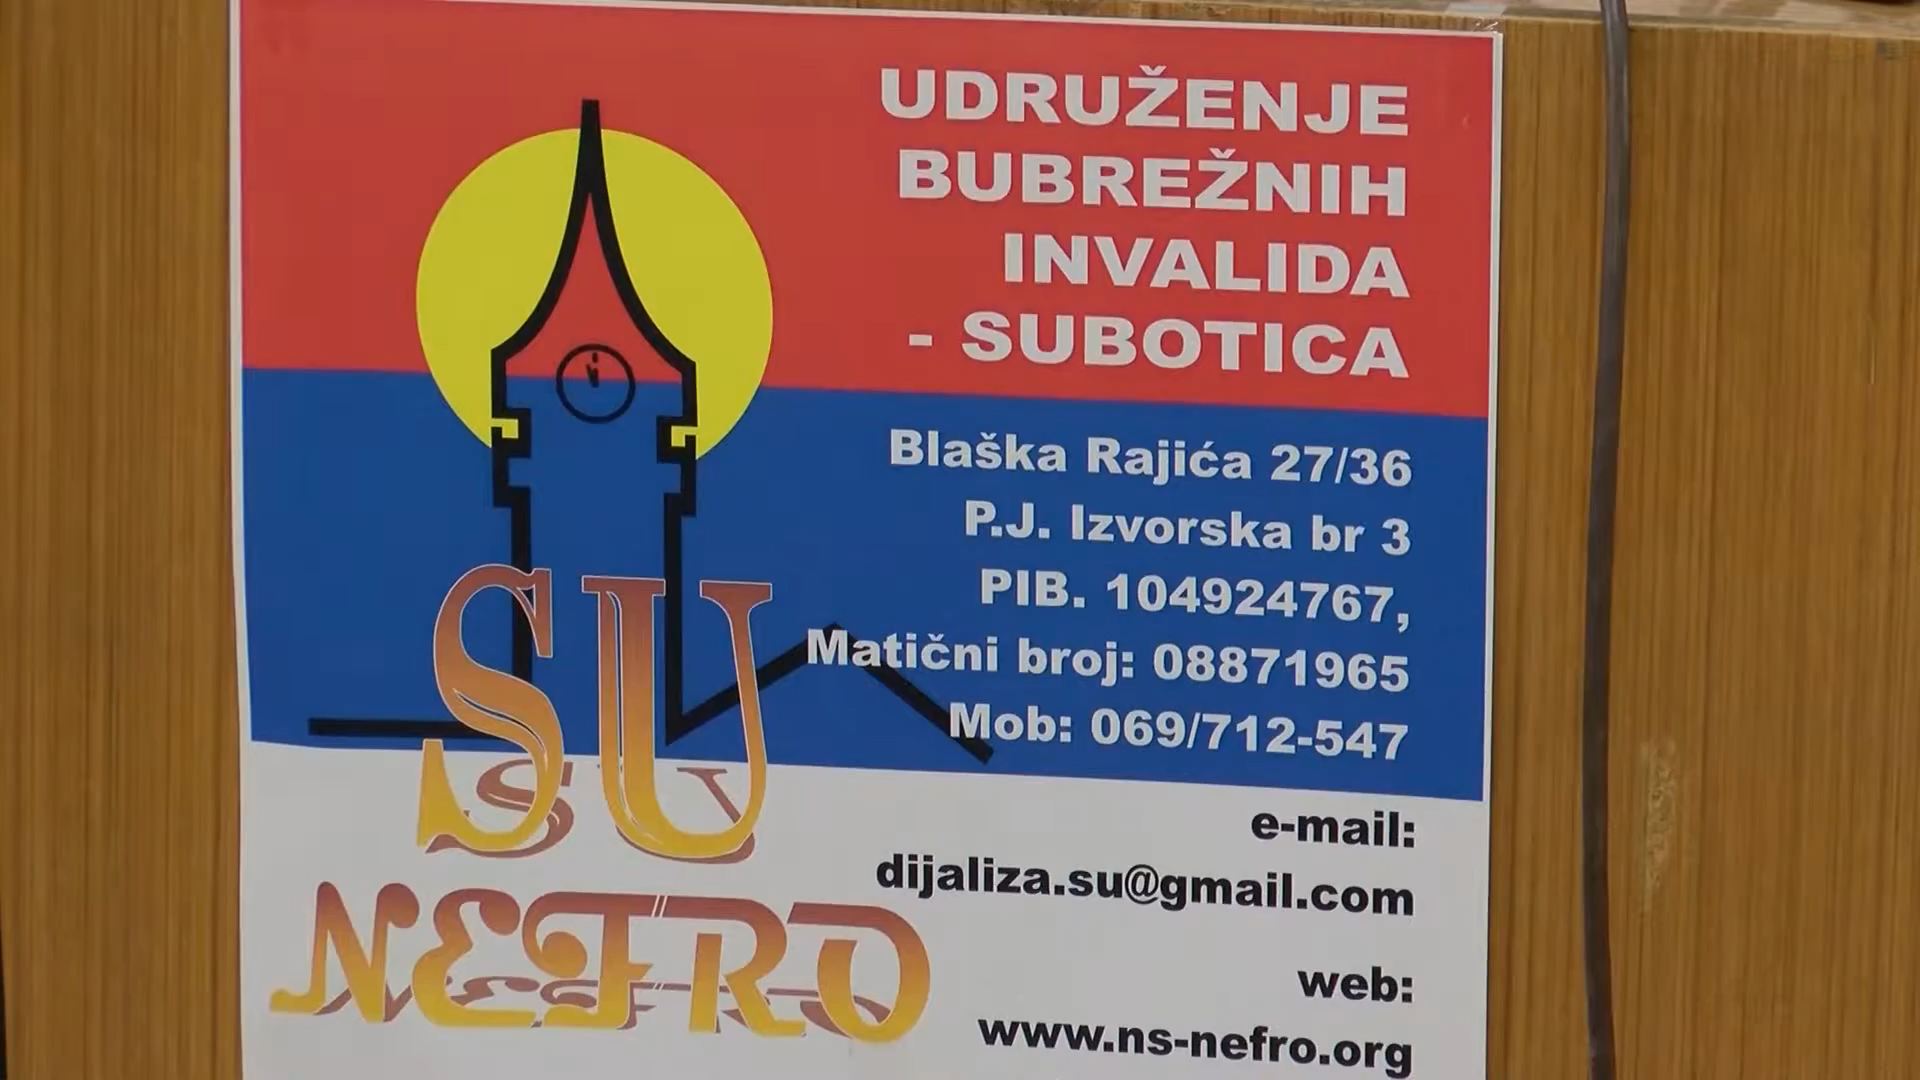 UDRUŽENJE
BUBREŽNIH
INVALIDA
- SUBOTICA
Blaška Rajića 27/36
P.J. Izvorska br 3
PIB. 104924767,
Matični broj: 08871965
Mob: 069/712-547
SU
NEFRO
e-mail:
dijaliza.su@gmail.com
web:
www.ns-nefro.org